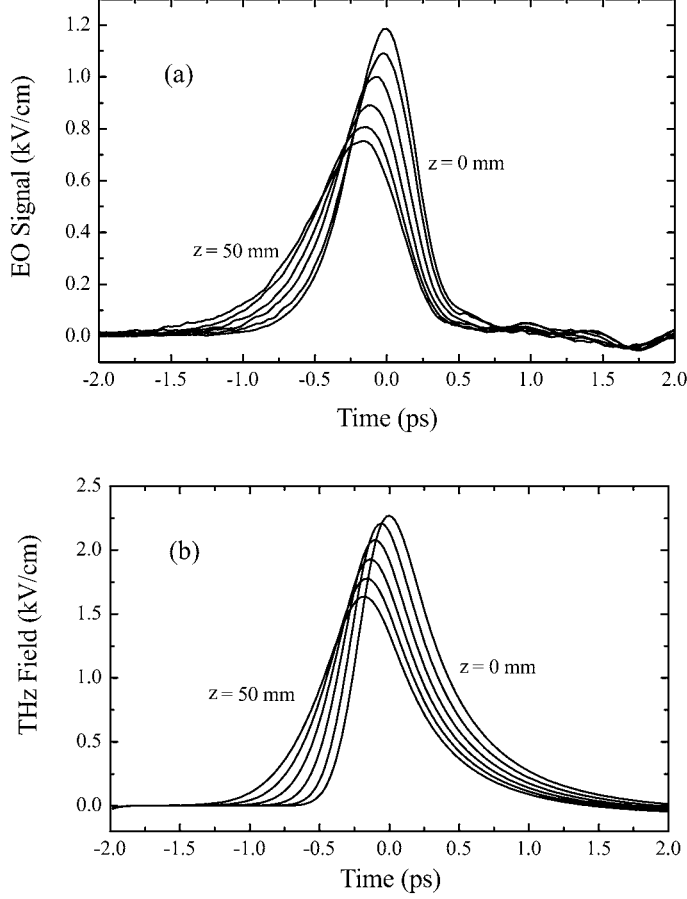 1.2
(a)
1.0
0.8
z = 0 mm
0.6
EO Signal (kV/cm)
0.4
z = 50 mm
0.2
0.0
-2.0 -1.5 -1.0 -0.5 0.0 0.5 1.0 1.5 2.0
Time (ps)
2.5
(b)
2.0
1.5
THz Field (kV/cm)
1.0
z = 0 mm
z = 50 mm
0.5
0.0
-2.0 -1.5 -1.0 -0.5 0.0 0.5 1.0 1.5 2.0
Time (ps)